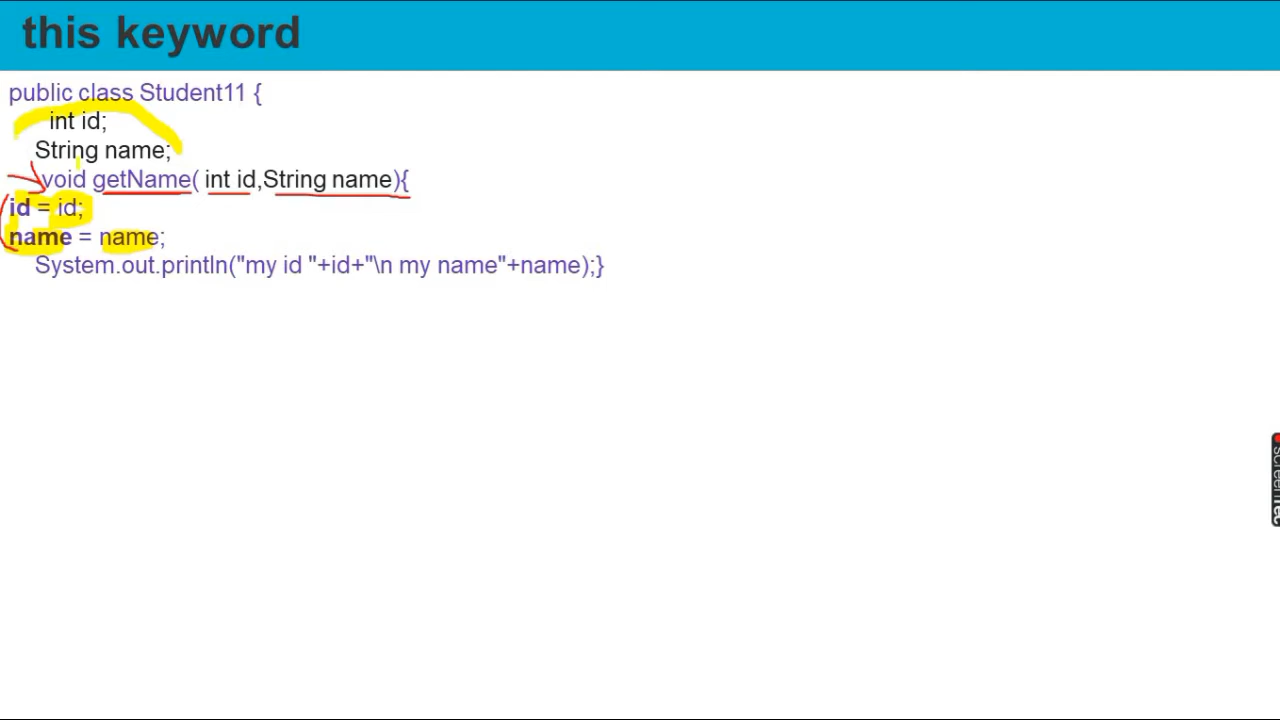 this keyword
public class Student11 {
int id;
String name;
void getName( int id,String name){
id = id;
name = name;
System.out.println("my id "+id+"\n my name"+name);}
screenrec